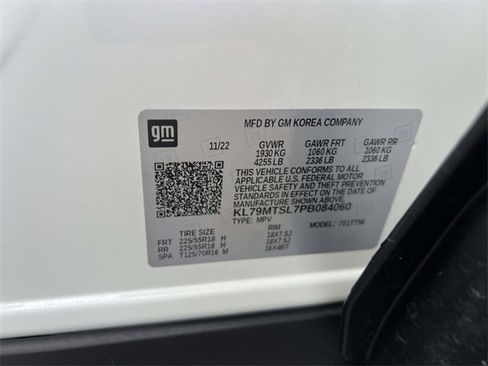 gm
MFD BY GM KOREA COMPANY
11/22 GVWR GAWR FRT GAWR RR
1930 KG 1060 KG 1060 KG
4255 LB 2336 LB 2336 LB
THIS VEHICLE CONFORMS TO ALL APPLICABLE
U.S. FEDERAL MOTOR VEHICLE
SAFETY, BUMPER, AND THEFT PREVENTION
STANDARDS IN EFFECT ON THE DATE OF
MANUFACTURE SHOWN ABOVE.
KL79MTSL7PB084060
TYPE: MPV MODEL:
TIRE SIZE RIM
FRT 225/55R18 H 18X7.5J
RR 225/55R18 H 18X7.5J
SPA T125/70R16 M 16X4BT